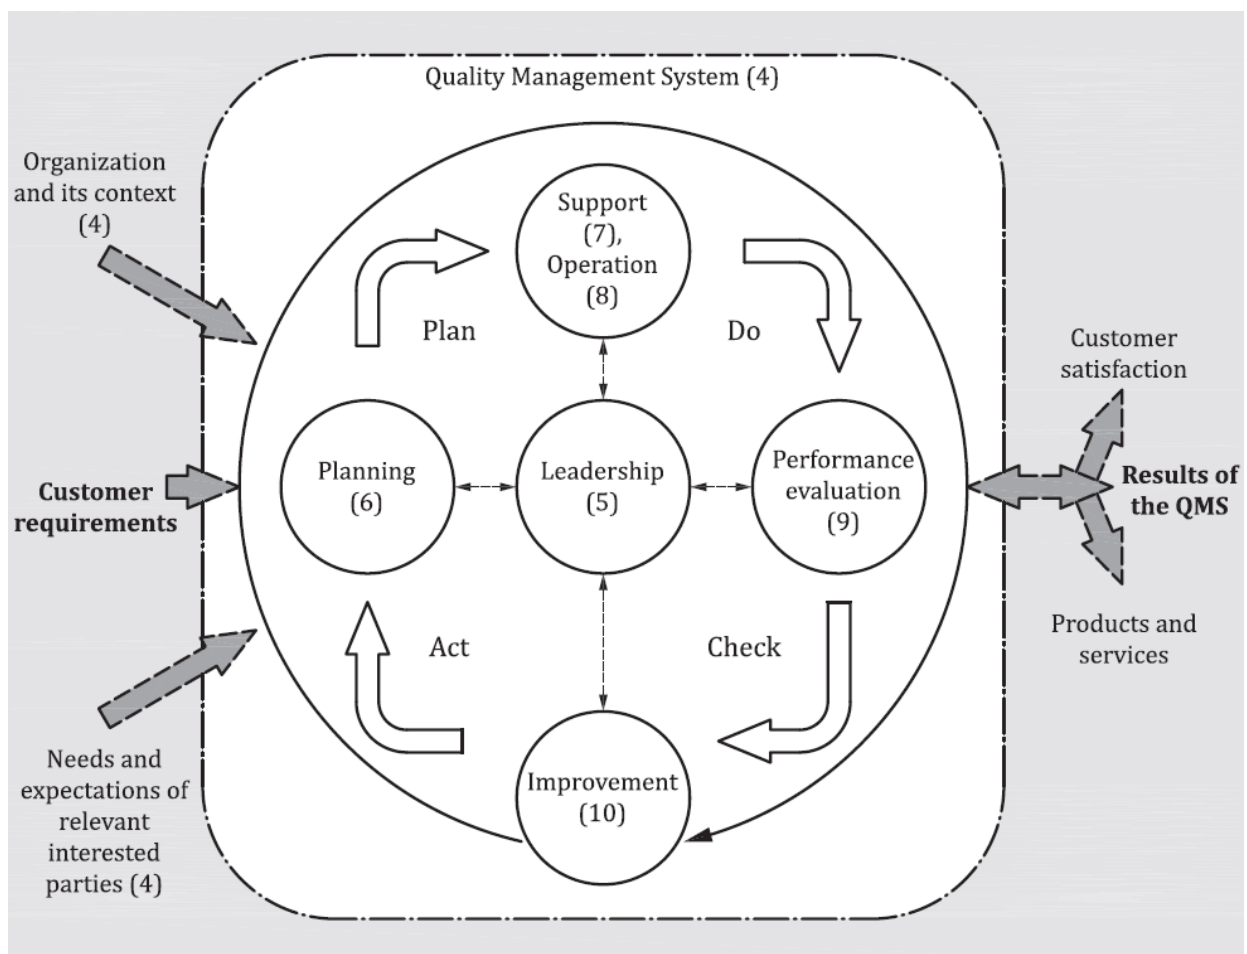 Quality Management System (4)
Organization
and its context
(4)
Support
(7),
Operation
(8)
Plan
Do
Customer
satisfaction
Planning
(6)
Leadership
(5)
Performance
evaluation
(9)
Customer
requirements
Results of
the QMS
Act
Check
Products and
services
Needs and
expectations of
relevant
interested
parties (4)
Improvement
(10)